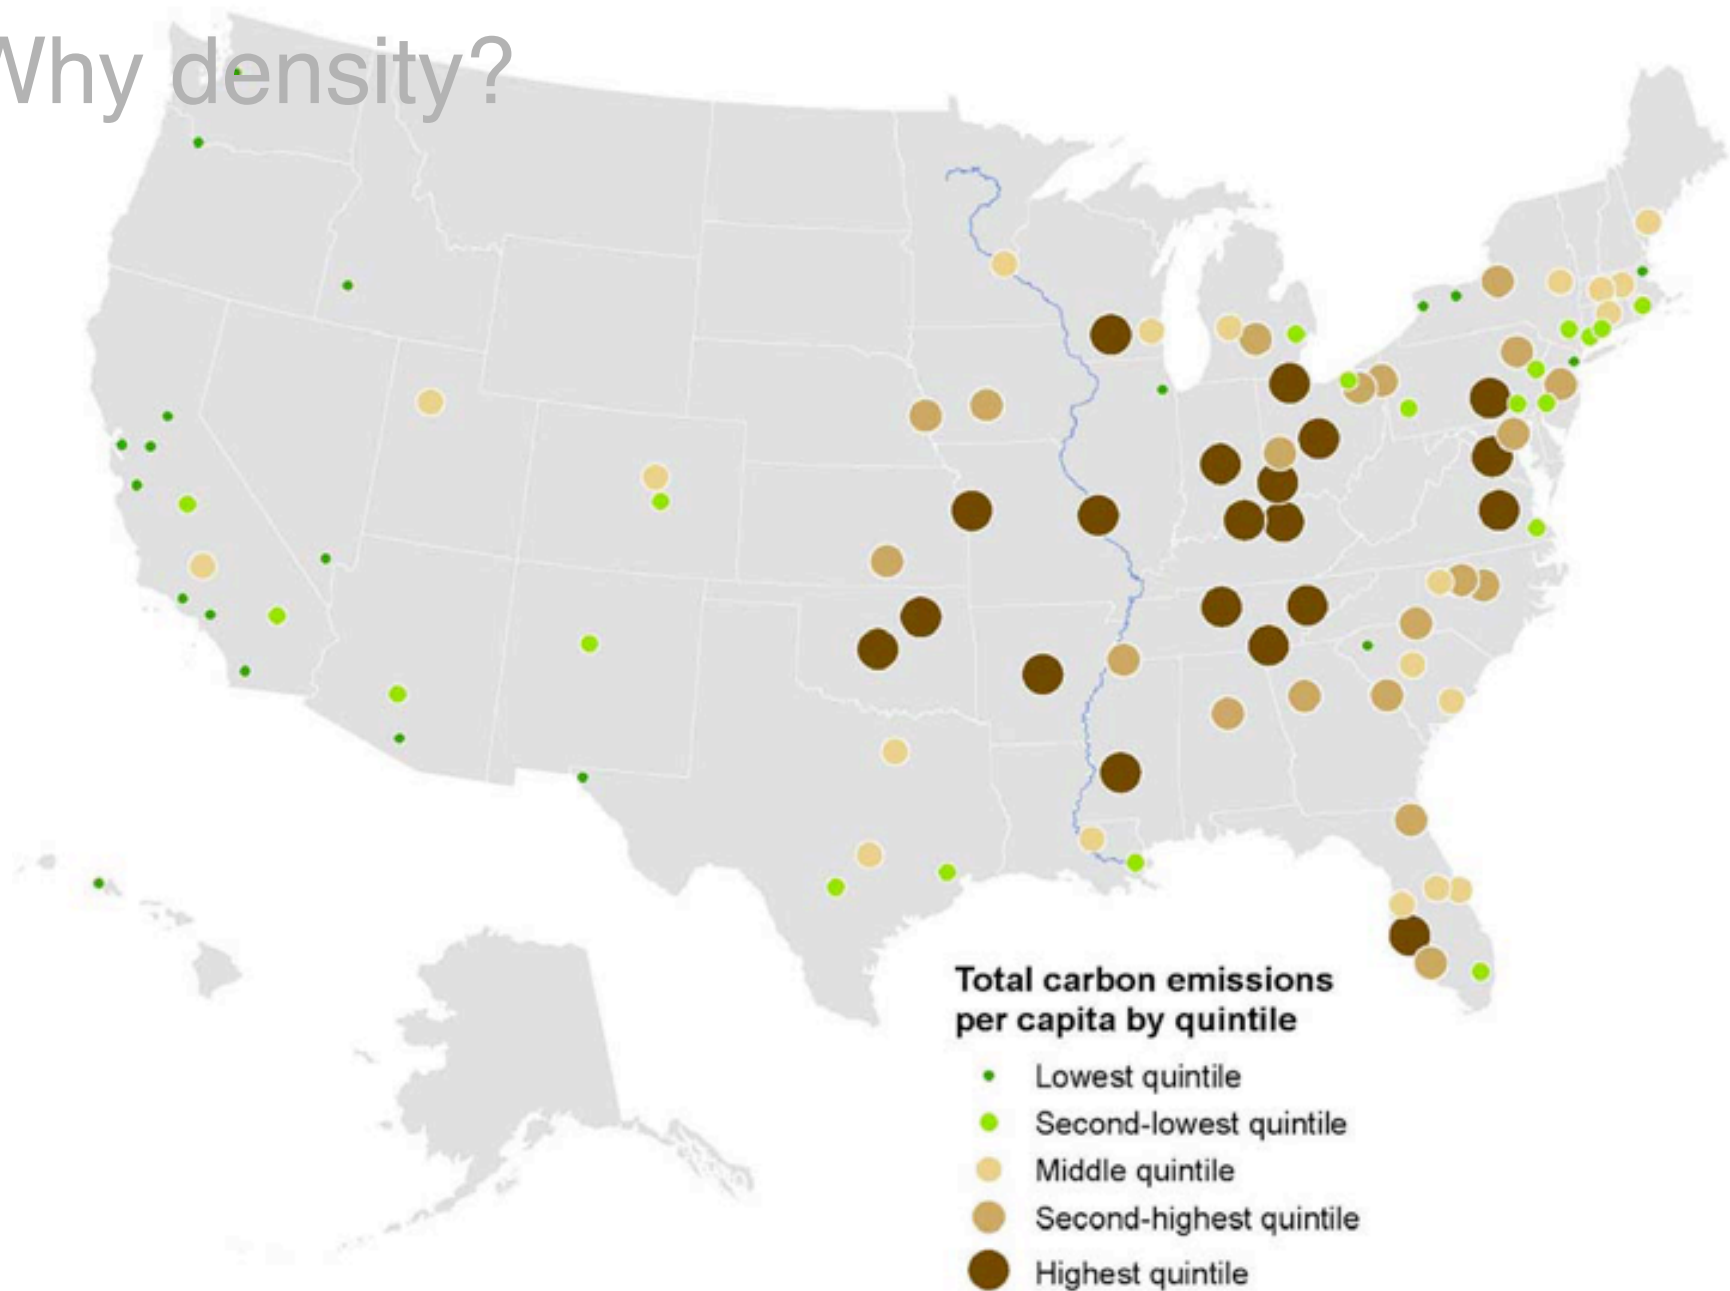 Why density?
Total carbon emissions
per capita by quintile
Lowest quintile
Second-lowest quintile
Middle quintile
Second-highest quintile
Highest quintile